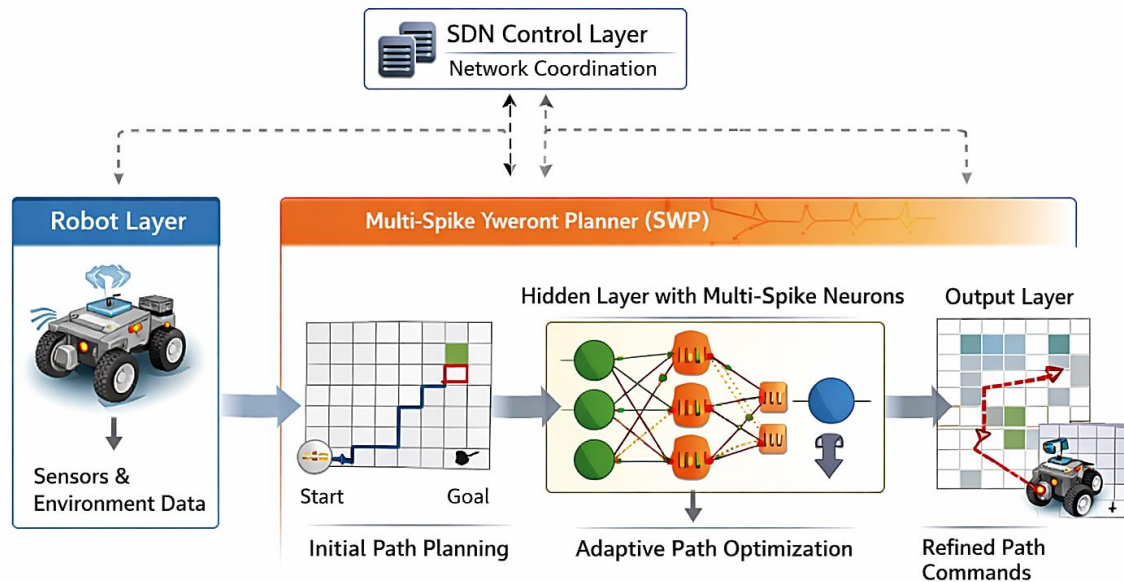 SDN Control Layer
Network Coordination
Robot Layer
Sensors &
Environment Data
Multi-Spike Yweront Planner (SWP)
Start
Goal
Initial Path Planning
Hidden Layer with Multi-Spike Neurons
Adaptive Path Optimization
Output Layer
Refined Path
Commands